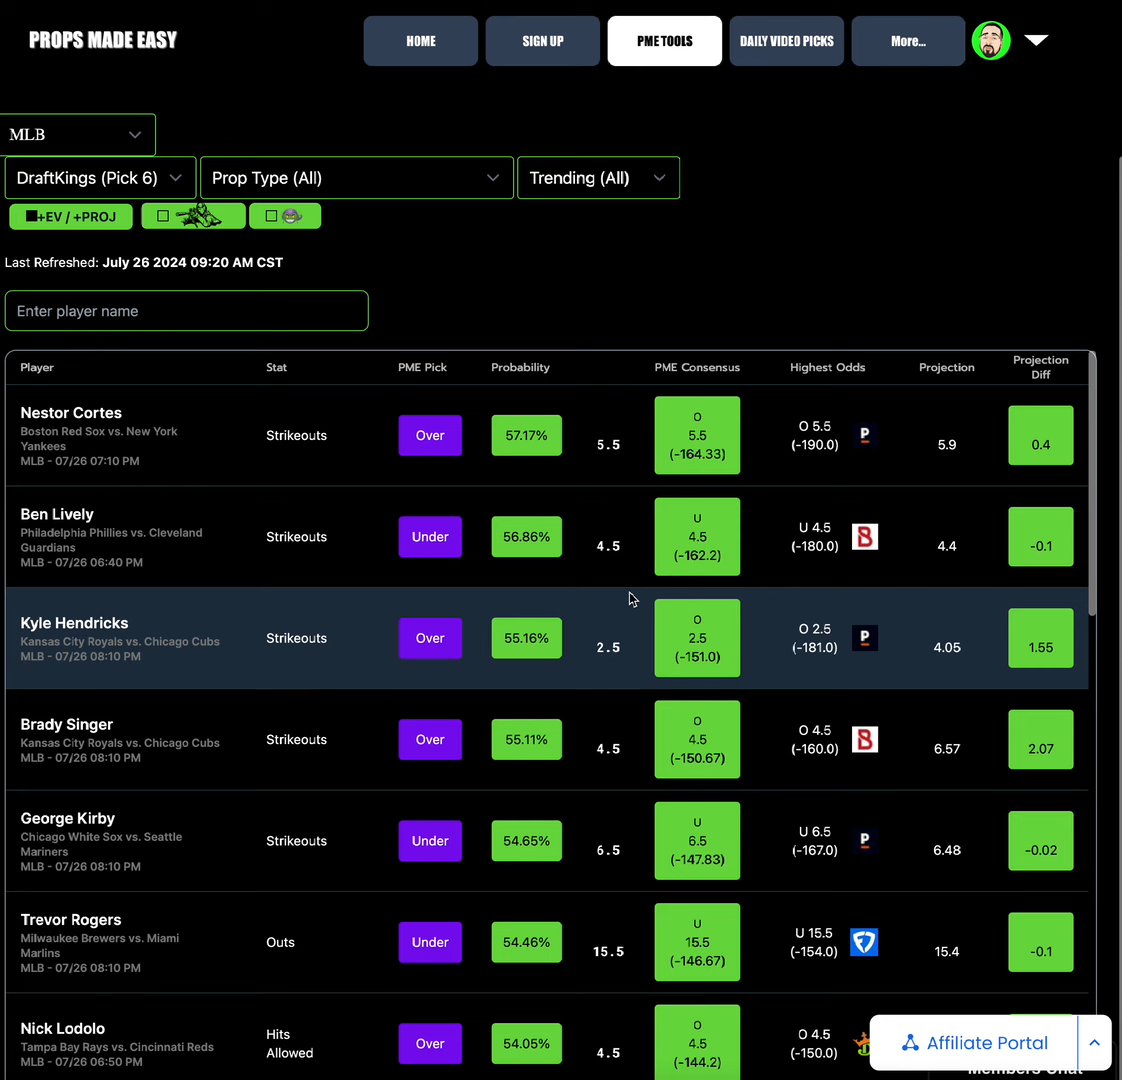 PROPS MADE EASY
HOME
SIGN UP
PME TOOLS
DAILY VIDEO PICKS
More...
MLB
DraftKings (Pick 6)
Prop Type (All)
Trending (All)
+EV / +PROJ
Last Refreshed: July 26 2024 09:20 AM CST
Enter player name
Player
Stat
PME Pick
Probability
PME Consensus
Highest Odds
Projection
Projection
Diff
Nestor Cortes
Boston Red Sox vs. New York
Yankees
MLB - 07/26 07:10 PM
Strikeouts
Over
57.17%
5.5
O
5.5
(-164.33)
O 5.5
(-190.0)
P
5.9
0.4
Ben Lively
Philadelphia Phillies vs. Cleveland
Guardians
MLB - 07/26 06:40 PM
Strikeouts
Under
56.86%
4.5
U
4.5
(-162.2)
U 4.5
(-180.0)
B
4.4
-0.1
Kyle Hendricks
Kansas City Royals vs. Chicago Cubs
MLB - 07/26 08:10 PM
Strikeouts
Over
55.16%
2.5
O
2.5
(-151.0)
O 2.5
(-181.0)
P
4.05
1.55
Brady Singer
Kansas City Royals vs. Chicago Cubs
MLB - 07/26 08:10 PM
Strikeouts
Over
55.11%
4.5
O
4.5
(-150.67)
O 4.5
(-160.0)
B
6.57
2.07
George Kirby
Chicago White Sox vs. Seattle
Mariners
MLB - 07/26 08:10 PM
Strikeouts
Under
54.65%
6.5
U
6.5
(-147.83)
U 6.5
(-167.0)
P
6.48
-0.02
Trevor Rogers
Milwaukee Brewers vs. Miami
Marlins
MLB - 07/26 08:10 PM
Outs
Under
54.46%
15.5
U
15.5
(-146.67)
U 15.5
(-154.0)
15.4
-0.1
Nick Lodolo
Tampa Bay Rays vs. Cincinnati Reds
MLB - 07/26 06:50 PM
Hits
Allowed
Over
54.05%
4.5
O
4.5
(-144.2)
O 4.5
(-150.0)
Affiliate Portal
Members Chat